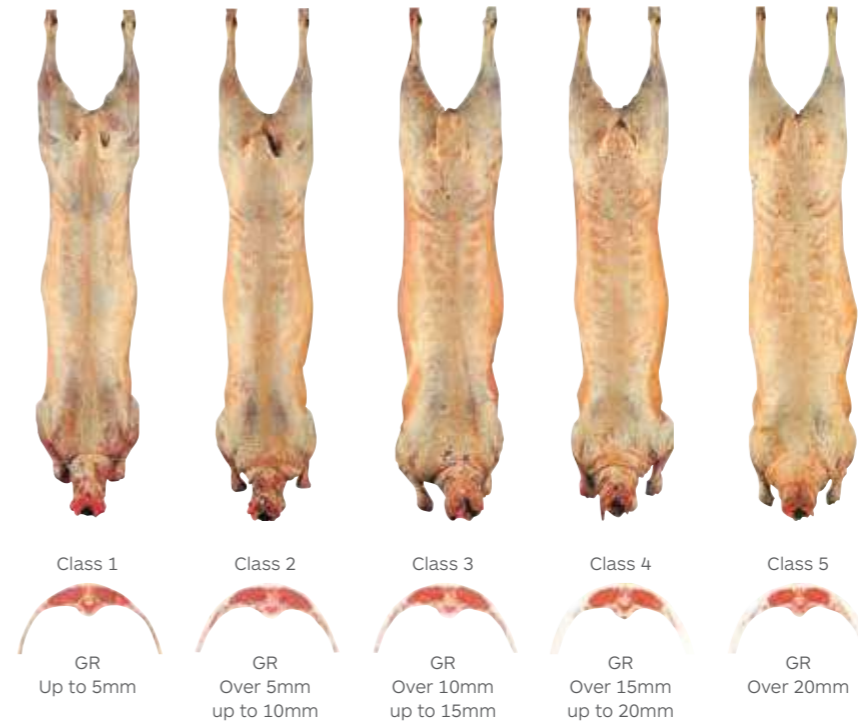 Class 1
Class 2
Class 3
Class 4
Class 5
GR
Up to 5mm
GR
Over 5mm
up to 10mm
GR
Over 10mm
up to 15mm
GR
Over 15mm
up to 20mm
GR
Over 20mm